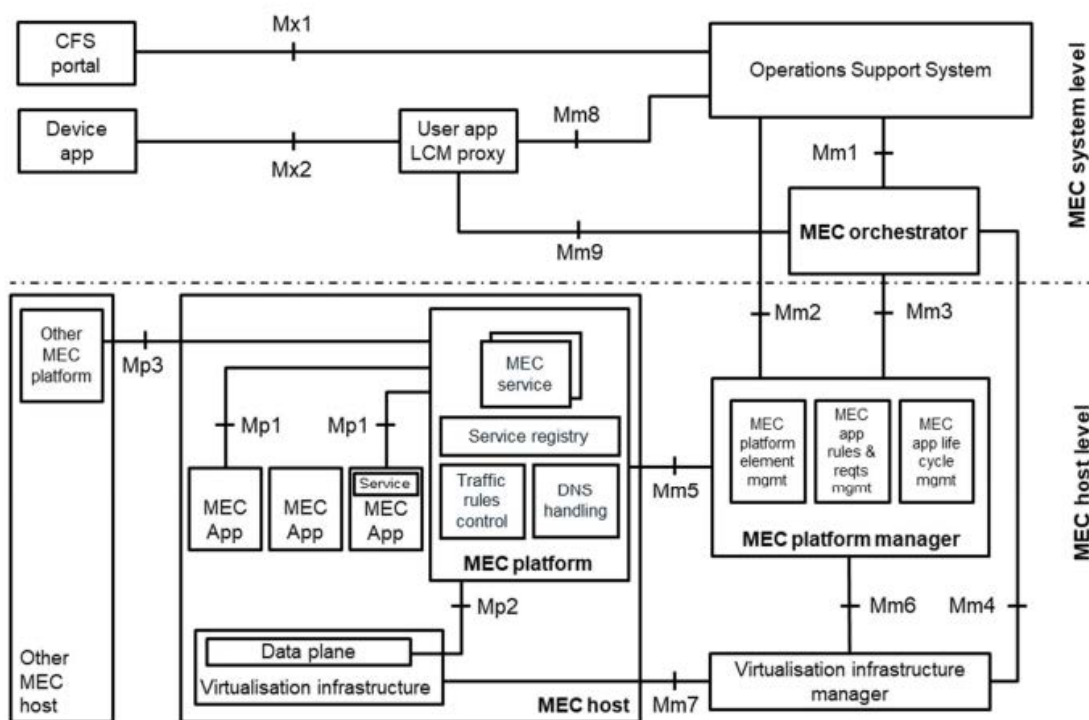 Mx1
CFS
portal
Operations Support System
Device
app
Mx2
User app
LCM proxy
Mm8
Mm1
MEC orchestrator
Mm9
MEC system level
Other
MEC
platform
Mp3
MEC
service
Mm2
Mm3
Mp1
Mp1
Service registry
MEC
platform
element
mgmt
MEC
app
rules &
reqts
mgmt
MEC
app life
cycle
mgmt
MEC
App
MEC
App
Service
MEC
App
Traffic
rules
control
DNS
handling
Mm5
MEC platform
MEC platform manager
MEC host level
Mp2
Mm6
Mm4
Data plane
Virtualisation infrastructure
Virtualisation infrastructure
manager
Other
MEC
host
MEC host
Mm7